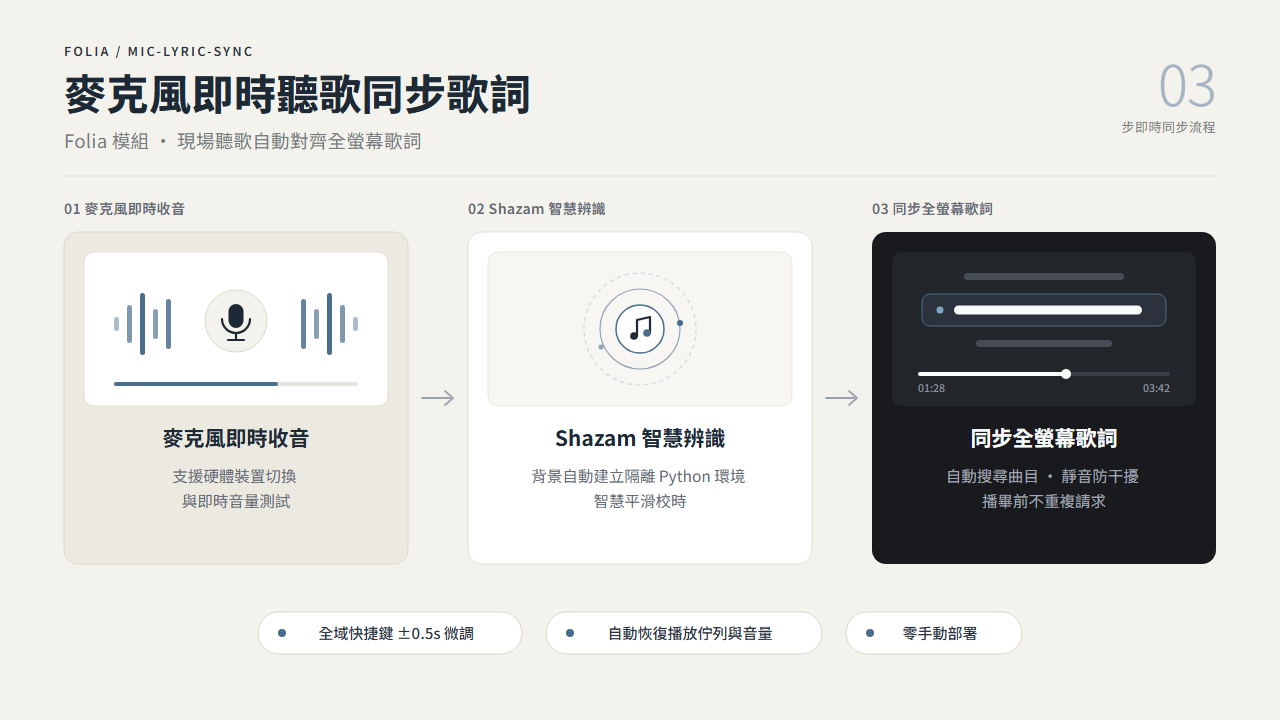 FOLIA / MIC-LYRIC-SYNC
麥克風即時聽歌同步歌詞
Folia 模組 · 現場聽歌自動對齊全螢幕歌詞
03
步即時同步流程
01 麥克風即時收音
麥克風即時收音
支援硬體裝置切換
與即時音量測試
02 Shazam 智慧辨識
Shazam 智慧辨識
背景自動建立隔離 Python 環境
智慧平滑校時
03 同步全螢幕歌詞
01:28
03:42
同步全螢幕歌詞
自動搜尋曲目 · 靜音防干擾
播畢前不重複請求
全域快捷鍵 ±0.5s 微調
自動恢復播放佇列與音量
零手動部署